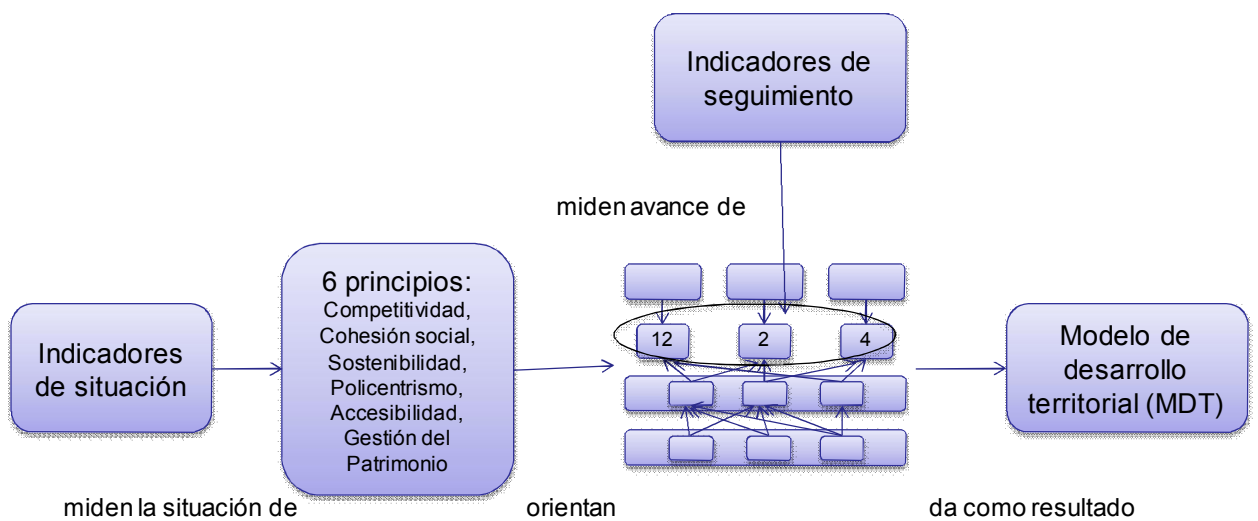 Indicadores de
seguimiento
miden avance de
6 principios:
Competitividad,
Cohesión social,
Sostenibilidad,
Policentrismo,
Accesibilidad,
Gestión del
Patrimonio
Indicadores
de situación
12
2
4
Modelo de
desarrollo
territorial (MDT)
miden la situación de
orientan
da como resultado